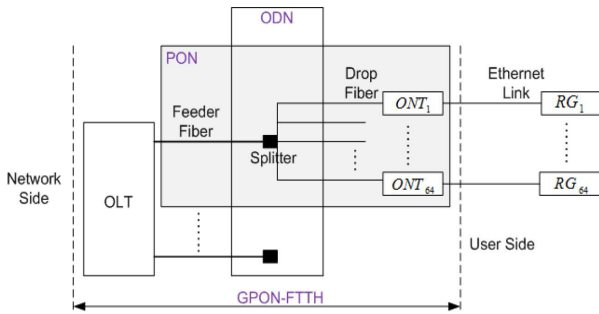 ODN
PON
Drop
Fiber
Ethernet
Link
Feeder
Fiber
ONT1
RG1
Splitter
Network
Side
OLT
ONT64
RG64
User Side
GPON-FTTH